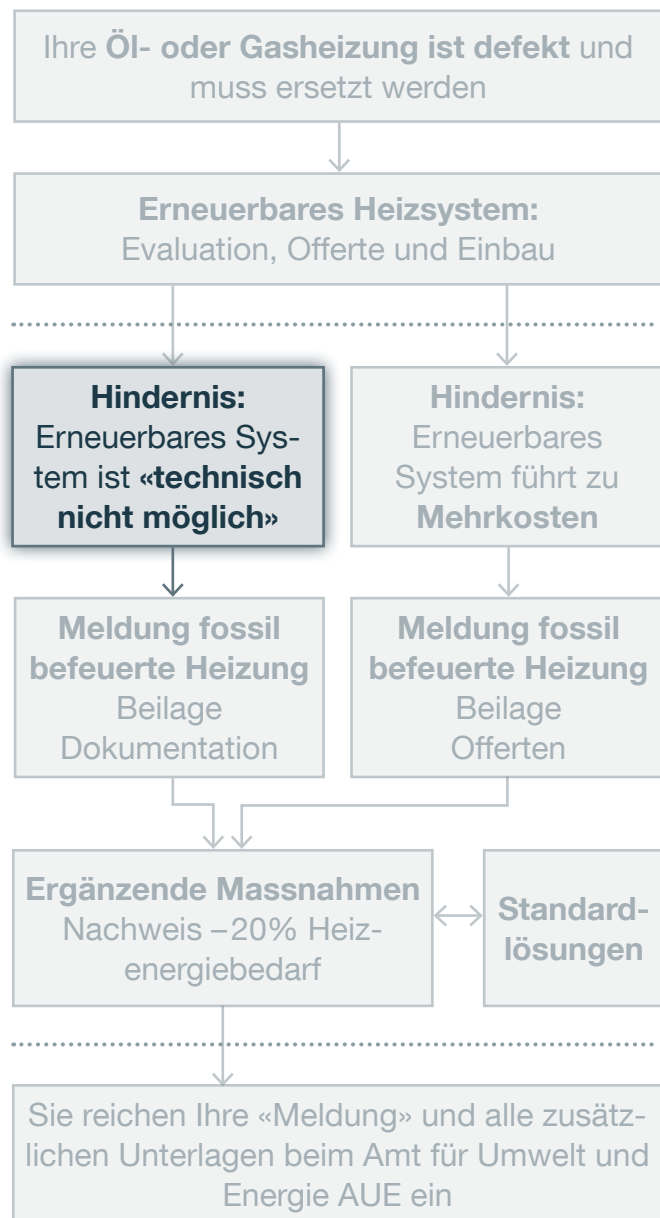 Ihre Öl- oder Gasheizung ist defekt und
muss ersetzt werden
Erneuerbares Heizsystem:
Evaluation, Offerte und Einbau
Hindernis:
Erneuerbares Sys-
tem ist «technisch
nicht möglich»
Hindernis:
Erneuerbares
System führt zu
Mehrkosten
Meldung fossil
befeuerte Heizung
Beilage
Dokumentation
Meldung fossil
befeuerte Heizung
Beilage
Offerten
Ergänzende Massnahmen
Nachweis –20% Heiz-
energiebedarf
Standard-
lösungen
Sie reichen Ihre «Meldung» und alle zusätz-
lichen Unterlagen beim Amt für Umwelt und
Energie AUE ein